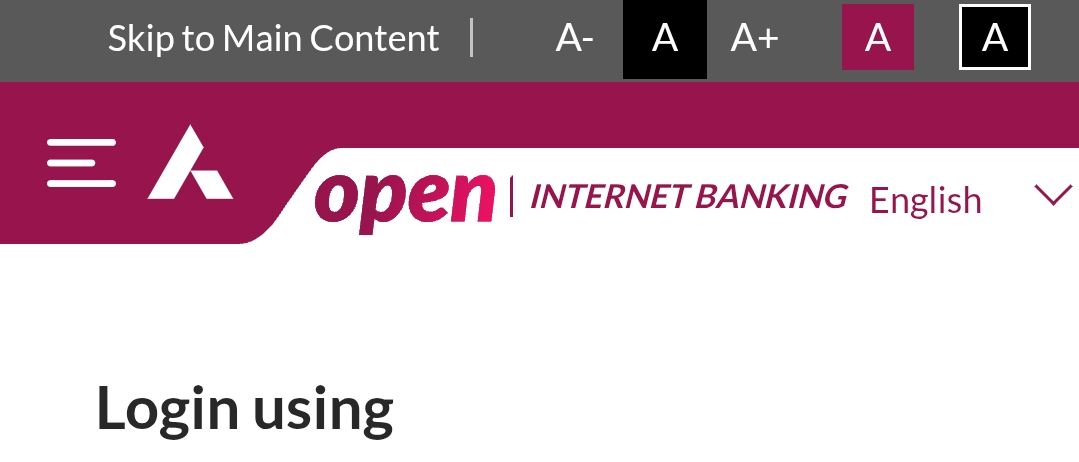 Skip to Main Content A- A A+ A A
open INTERNET BANKING English
Login using